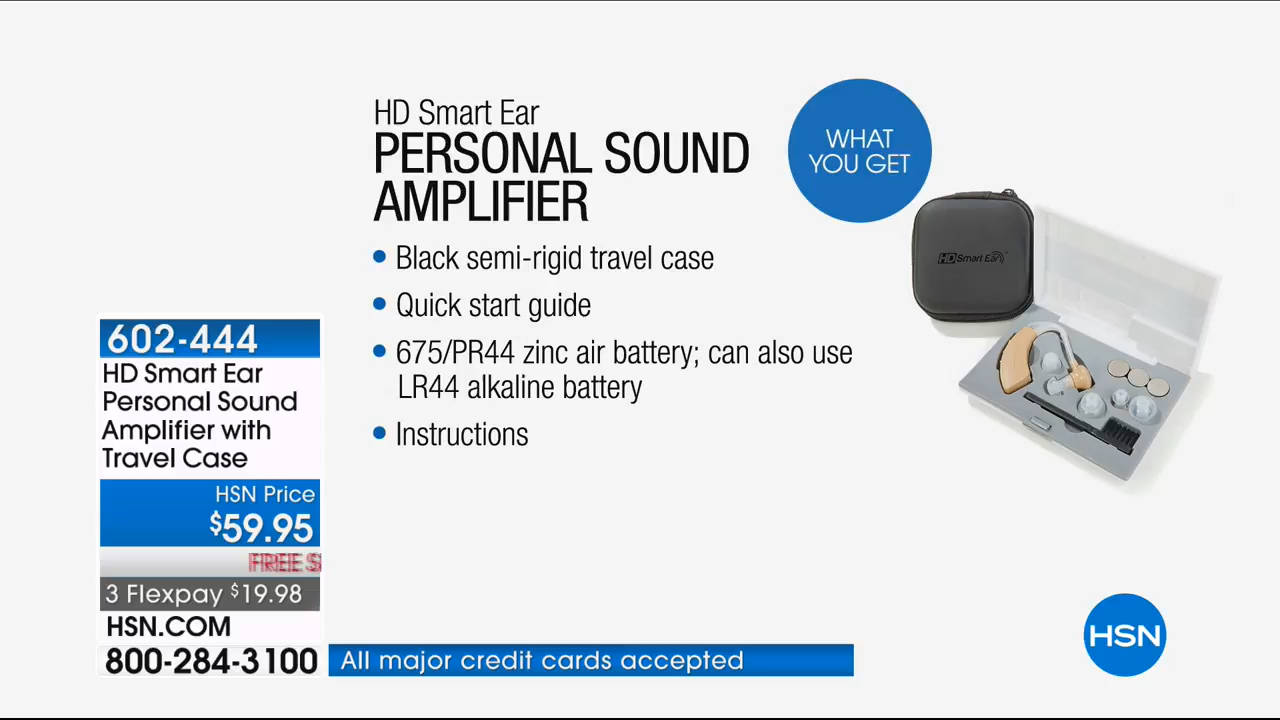 HD Smart Ear
PERSONAL SOUND
AMPLIFIER
WHAT
YOU GET
• Black semi-rigid travel case
• Quick start guide
• 675/PR44 zinc air battery; can also use
LR44 alkaline battery
• Instructions
HD Smart Ear
602-444
HD Smart Ear
Personal Sound
Amplifier with
Travel Case
HSN Price
$59.95
FREE S
3 Flexpay $19.98
HSN.COM
800-284-3100
All major credit cards accepted
HSN